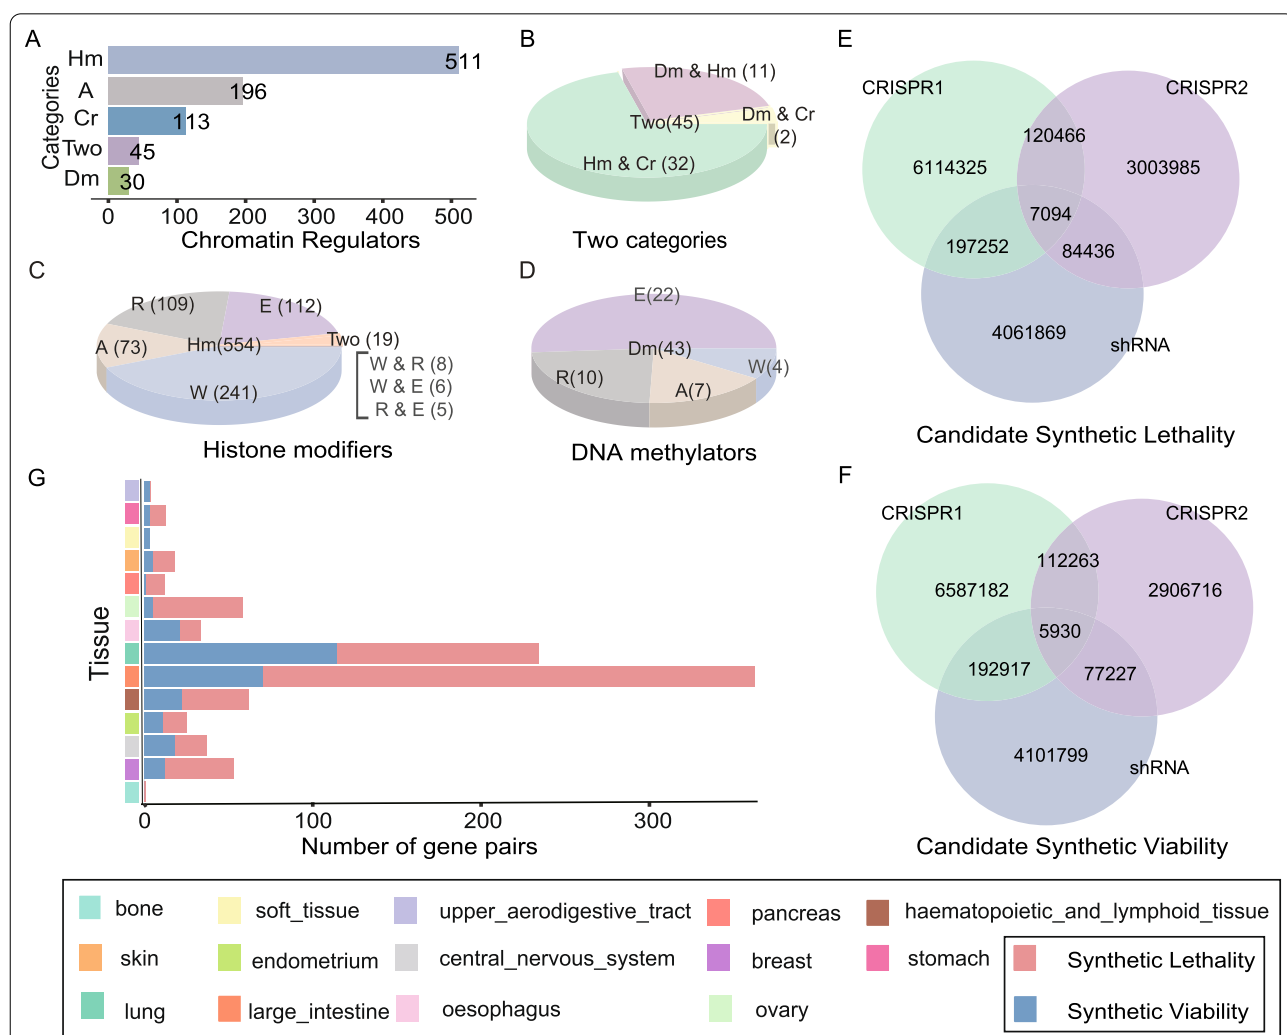 A
Categories
Hm
511
A
196
Cr
113
Two
45
Dm
30
0 100 200 300 400 500
Chromatin Regulators
B
Dm & Hm (11)
Two(45)
Dm & Cr
(2)
Hm & Cr (32)
Two categories
C
R (109)
E (112)
Two (19)
A (73)
Hm(554)
W (241)
W & R (8)
W & E (6)
R & E (5)
Histone modifiers
D
E(22)
Dm(43)
W(4)
R(10)
A(7)
DNA methylators
E
CRISPR1
CRISPR2
120466
6114325
3003985
7094
197252
84436
4061869
shRNA
Candidate Synthetic Lethality
F
CRISPR1
CRISPR2
112263
6587182
2906716
5930
192917
77227
4101799
shRNA
Candidate Synthetic Viability
G
Tissue
0 100 200 300
Number of gene pairs
bone soft_tissue upper_aerodigestive_tract pancreas haematopoietic_and_lymphoid_tissue
skin endometrium central_nervous_system breast stomach
lung large_intestine oesophagus ovary
Synthetic Lethality
Synthetic Viability